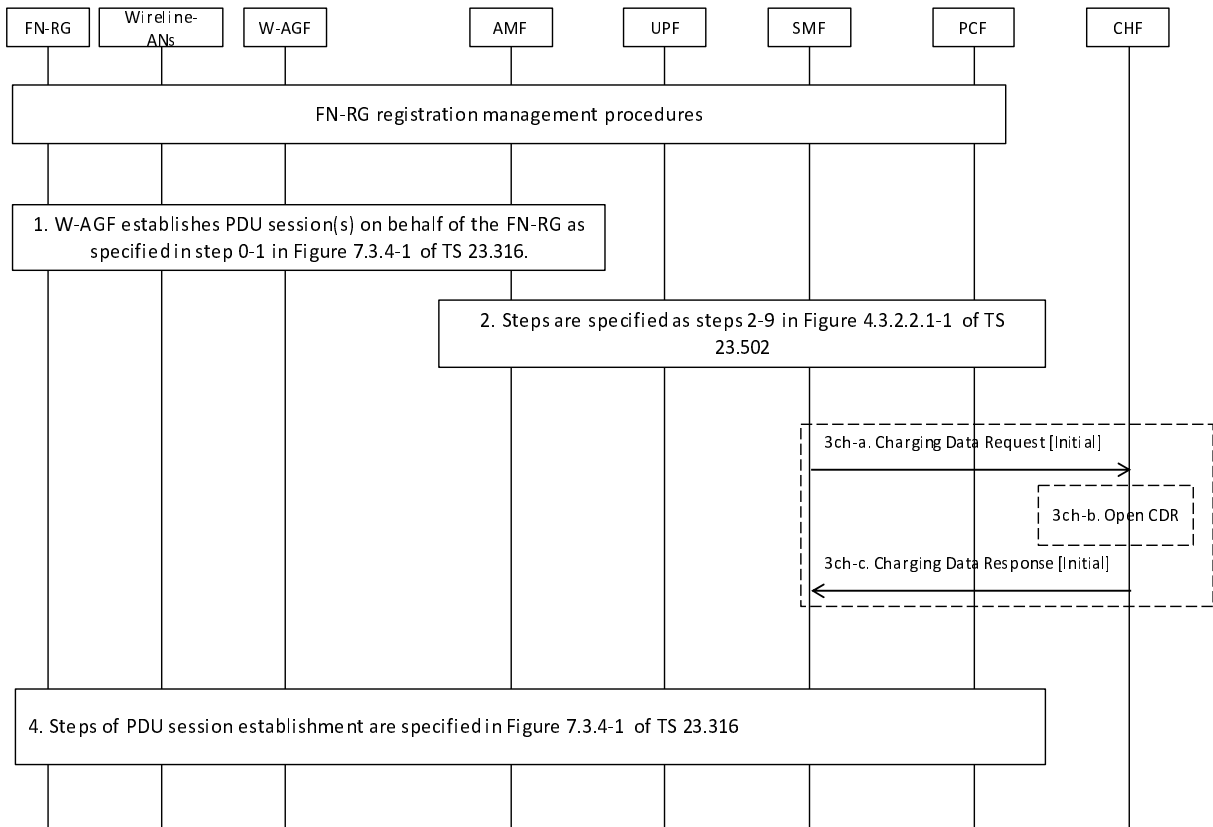 FN-RG
Wireline-
ANs
W-AGF
AMF
UPF
SMF
PCF
CHF
FN-RG registration management procedures
1. W-AGF establishes PDU session(s) on behalf of the FN-RG as
specified in step 0-1 in Figure 7.3.4-1 of TS 23.316.
2. Steps are specified as steps 2-9 in Figure 4.3.2.2.1-1 of TS
23.502
3ch-a. Charging Data Request [Initial]
3ch-b. Open CDR
3ch-c. Charging Data Response [Initial]
4. Steps of PDU session establishment are specified in Figure 7.3.4-1 of TS 23.316